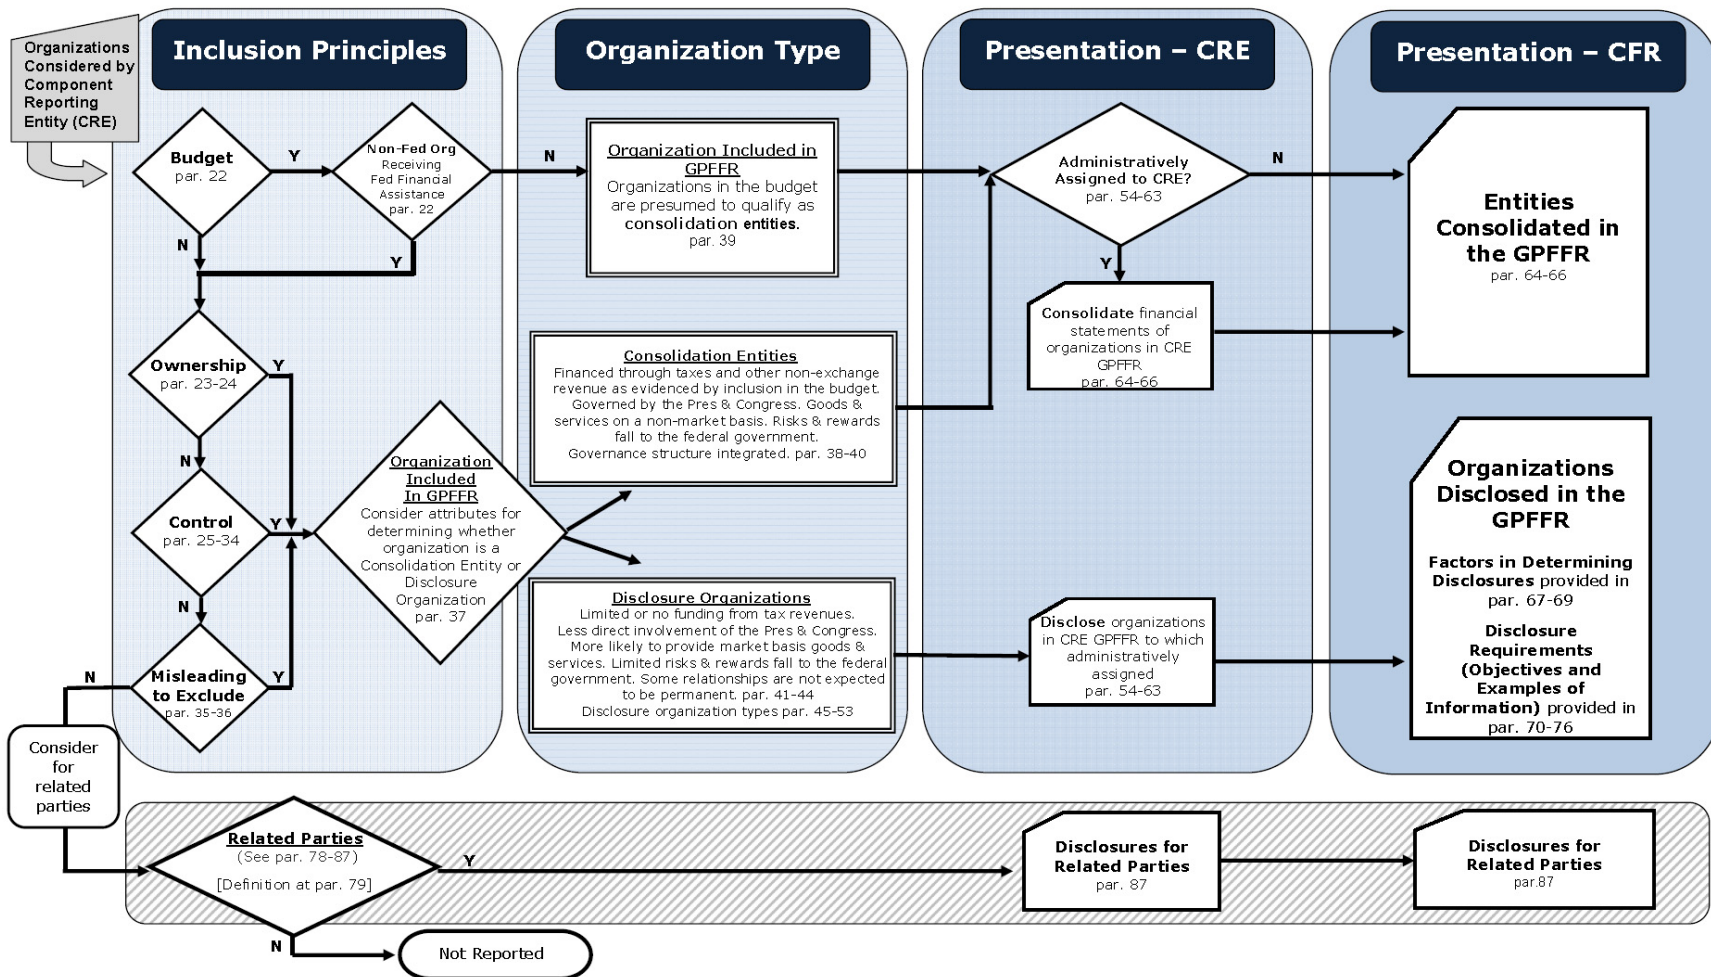 Organizations
Considered by
Component
Reporting
Entity (CRE)
Inclusion Principles
Budget
par. 22
Y
N
Non-Fed Org
Receiving
Fed Financial
Assistance
par. 22
N
Y
Ownership
par. 23-24
Y
N
Control
par. 25-34
Y
N
Misleading
to Exclude
par. 35-36
Y
N
Organization
Included
In GPFFR
Consider attributes for
determining whether
organization is a
Consolidation Entity or
Disclosure
Organization
par. 37
Organization Type
Organization Included in
GPFFR
Organizations in the budget
are presumed to qualify as
consolidation entities.
par. 39
Consolidation Entities
Financed through taxes and other non-exchange
revenue as evidenced by inclusion in the budget.
Governed by the Pres & Congress. Goods &
services on a non-market basis. Risks & rewards
fall to the federal government.
Governance structure integrated. par. 38-40
Disclosure Organizations
Limited or no funding from tax revenues.
Less direct involvement of the Pres & Congress.
More likely to provide market basis goods &
services. Limited risks & rewards fall to the federal
government. Some relationships are not expected
to be permanent. par. 41-44
Disclosure organization types par. 45-53
Presentation – CRE
Administratively
Assigned to CRE?
par. 54-63
N
Y
Consolidate financial
statements of
organizations in CRE
GPFFR
par. 64-66
Disclose organizations
in CRE GPFFR to which
administratively
assigned
par. 54-63
Presentation – CFR
Entities
Consolidated in
the GPFFR
par. 64-66
Organizations
Disclosed in the
GPFFR
Factors in Determining
Disclosures provided in
par. 67-69
Disclosure
Requirements
(Objectives and
Examples of
Information) provided in
par. 70-76
Consider
for
related
parties
Related Parties
(See par. 78-87)
[Definition at par. 79]
Y
N
Not Reported
Disclosures for
Related Parties
par. 87
Disclosures for
Related Parties
par.87